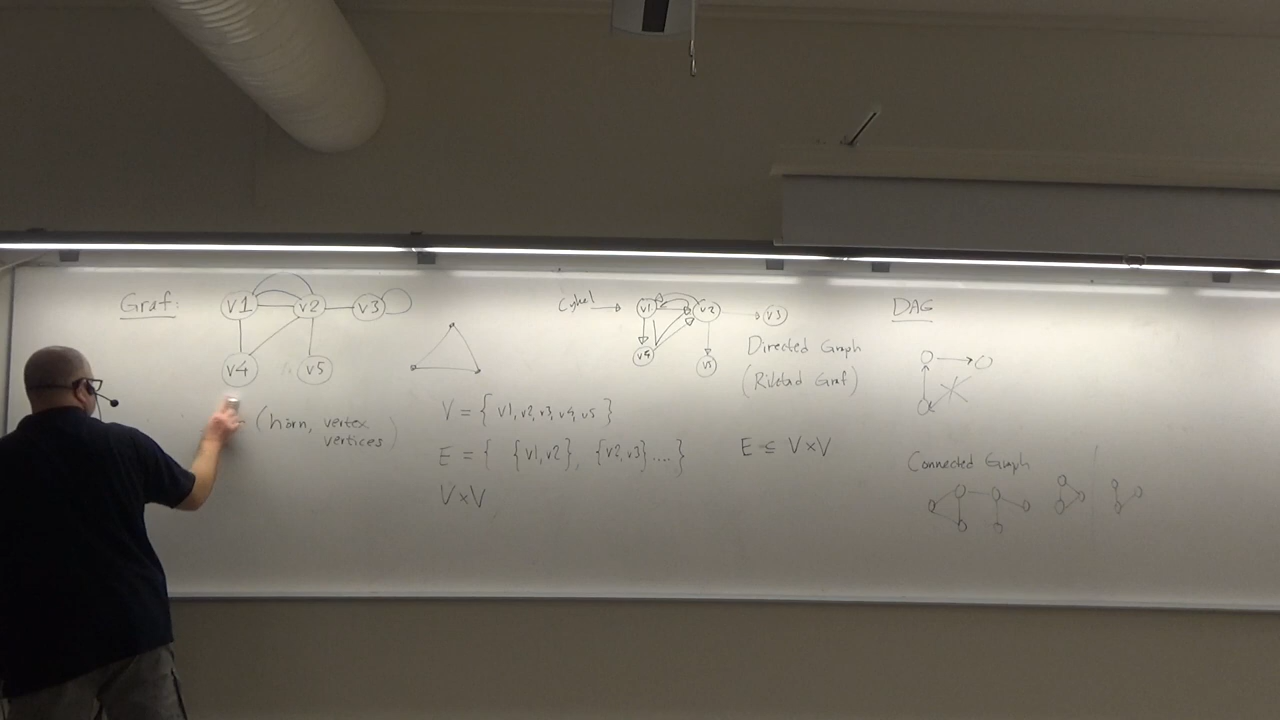 Graf:
v1 v2 v3
v4 v5
(hörn, vertex
vertices)
V = { v1, v2, v3, v4, v5 }
E = { {v1,v2}, {v2,v3} .... }
V×V
Cykel
v1 v2 v3
v4 v5
Directed Graph
(Riktad Graf)
E ⊆ V×V
DAG
Connected Graph